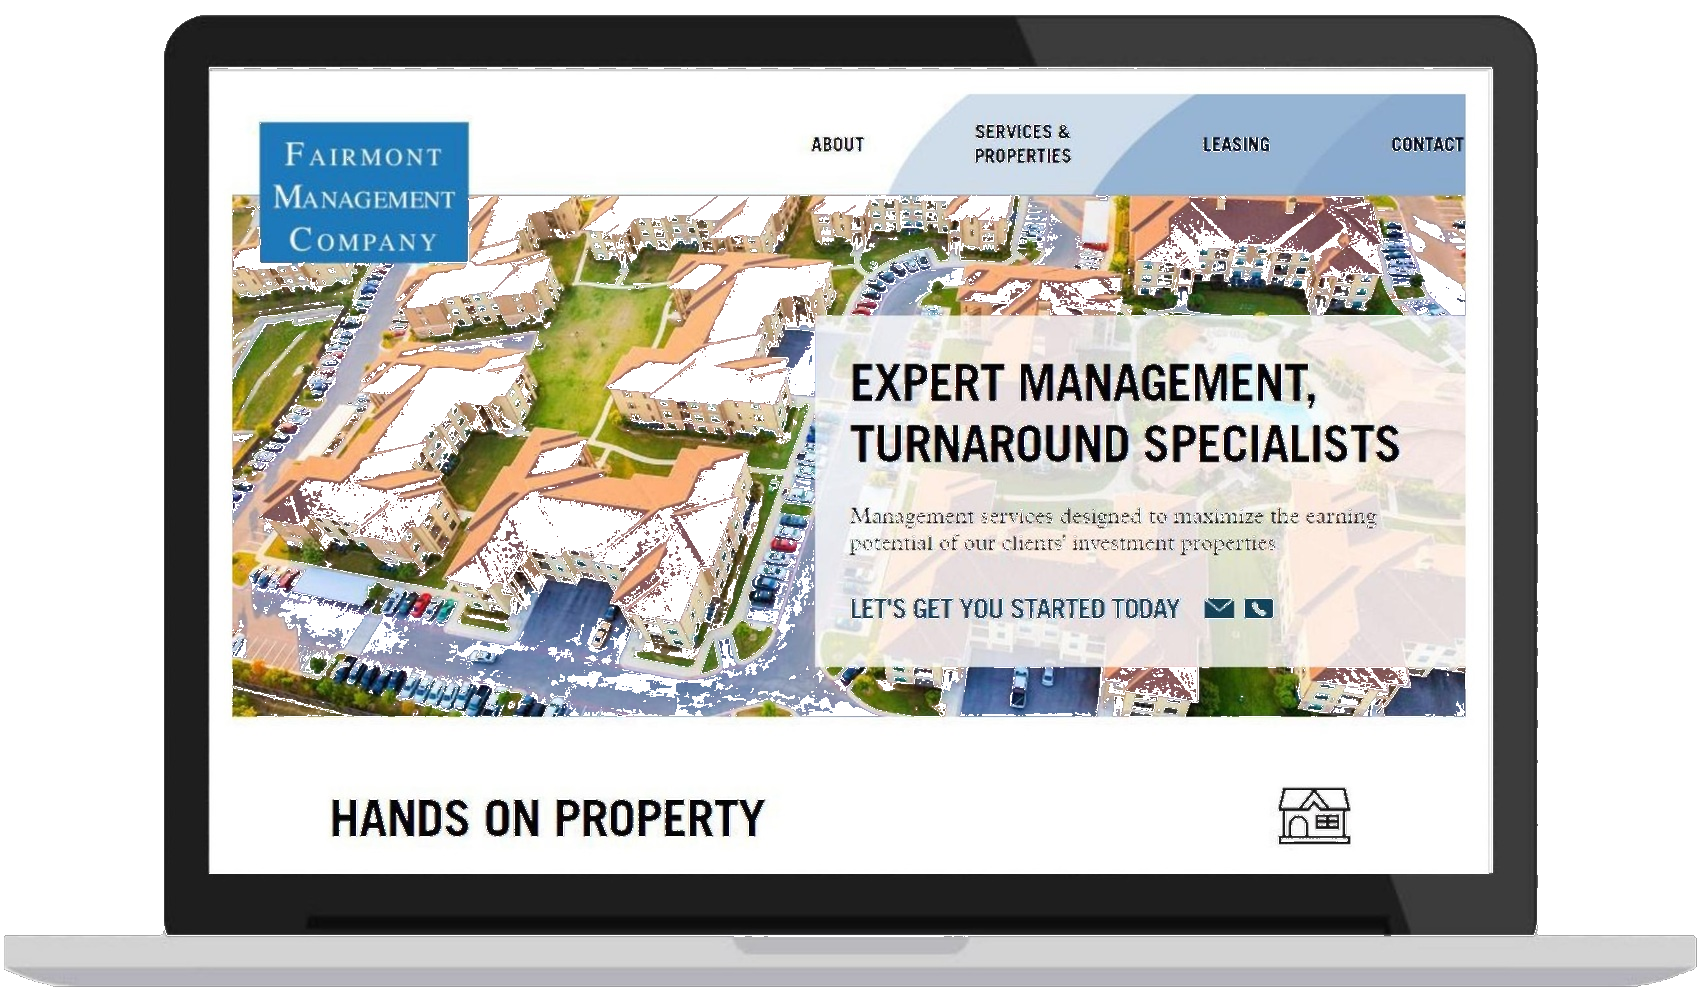 FAIRMONT
MANAGEMENT
COMPANY
ABOUT
SERVICES &
PROPERTIES
LEASING
CONTACT
EXPERT MANAGEMENT,
TURNAROUND SPECIALISTS
Management services designed to maximize the earning
potential of our clients' investment properties
LET'S GET YOU STARTED TODAY
HANDS ON PROPERTY